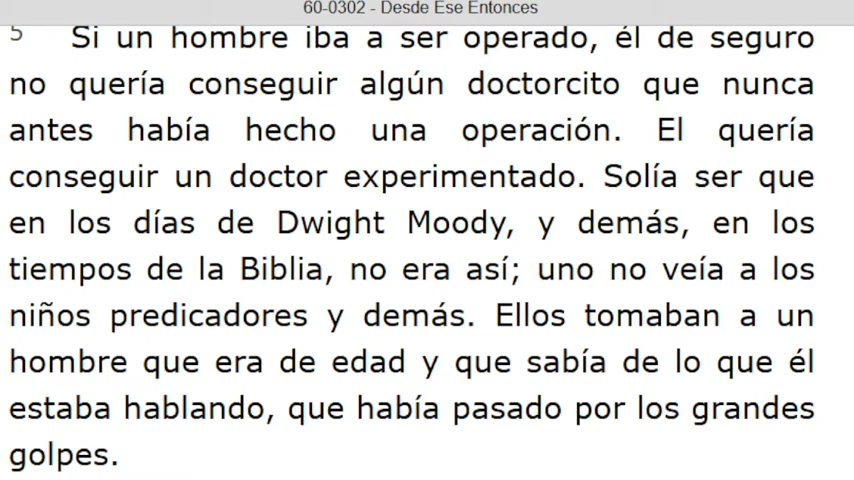 60-0302 - Desde Ese Entonces
5 Si un hombre iba a ser operado, él de seguro
no quería conseguir algún doctorcito que nunca
antes había hecho una operación. El quería
conseguir un doctor experimentado. Solía ser que
en los días de Dwight Moody, y demás, en los
tiempos de la Biblia, no era así; uno no veía a los
niños predicadores y demás. Ellos tomaban a un
hombre que era de edad y que sabía de lo que él
estaba hablando, que había pasado por los grandes
golpes.